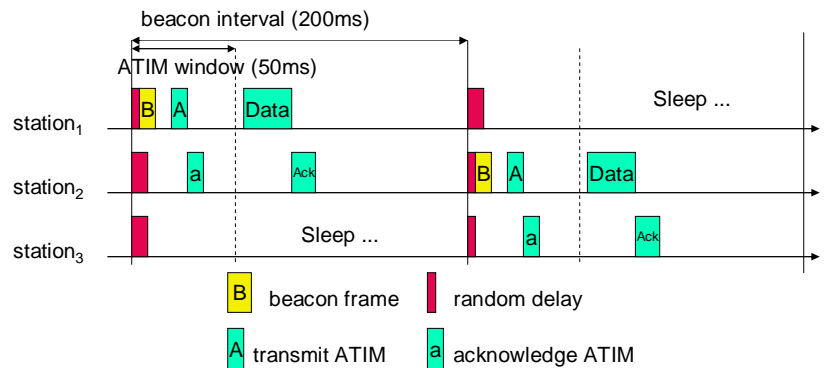 beacon interval (200ms)
ATIM window (50ms)
station1 B A Data Sleep ...
station2 a Ack B A Data
station3 Sleep ... a Ack
B beacon frame random delay
A transmit ATIM a acknowledge ATIM